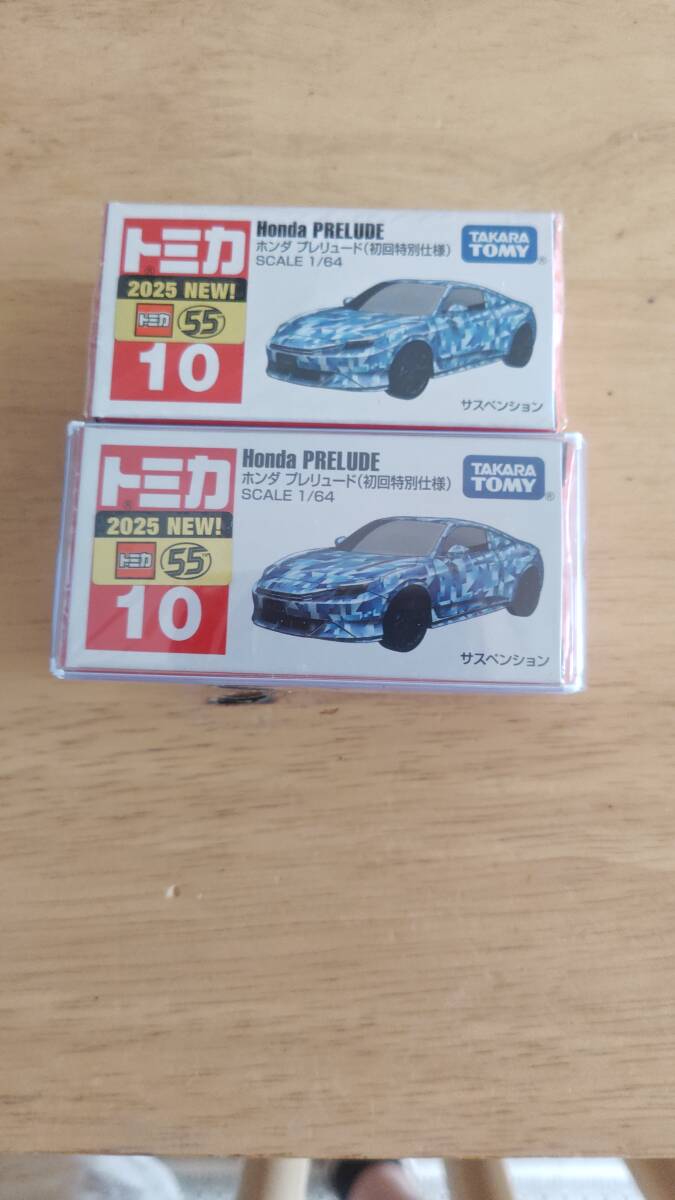 トミカ
2025 NEW!
トミカ 55
10
Honda PRELUDE
ホンダ プレリュード(初回特別仕様)
SCALE 1/64
TAKARA
TOMY
サスペンション
トミカ
2025 NEW!
トミカ 55
10
Honda PRELUDE
ホンダ プレリュード(初回特別仕様)
SCALE 1/64
TAKARA
TOMY
サスペンション